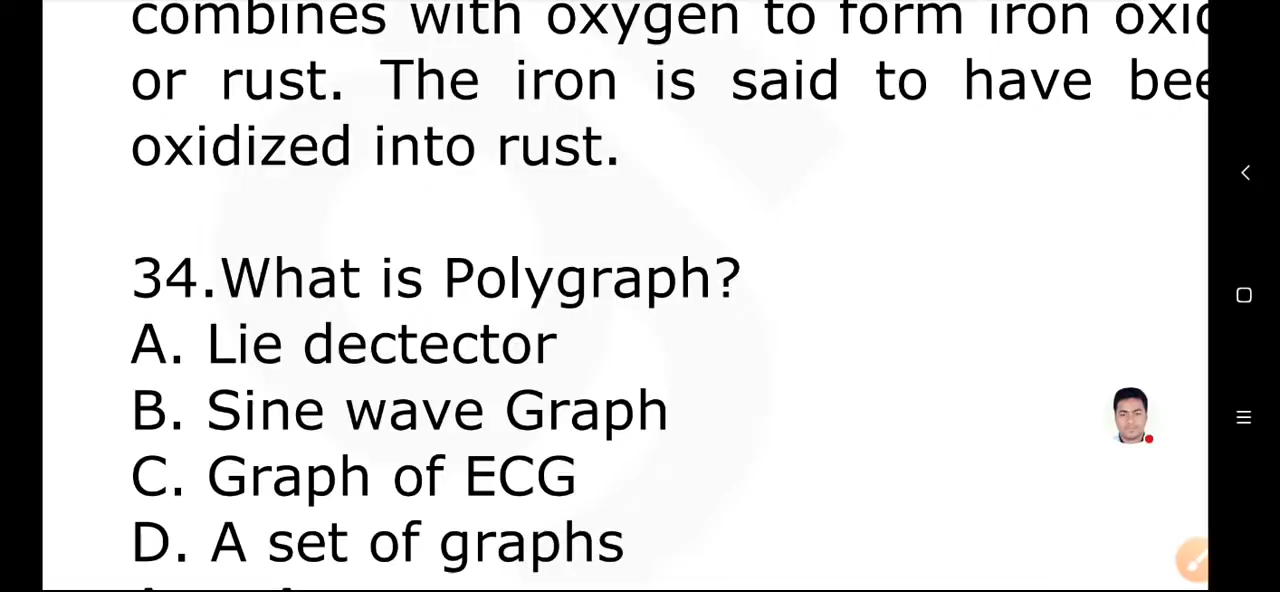 combines with oxygen to form iron
or rust. The iron is said to have
oxidized into rust.
34.What is Polygraph?
A. Lie dectector
B. Sine wave Graph
C. Graph of ECG
D. A set of graphs